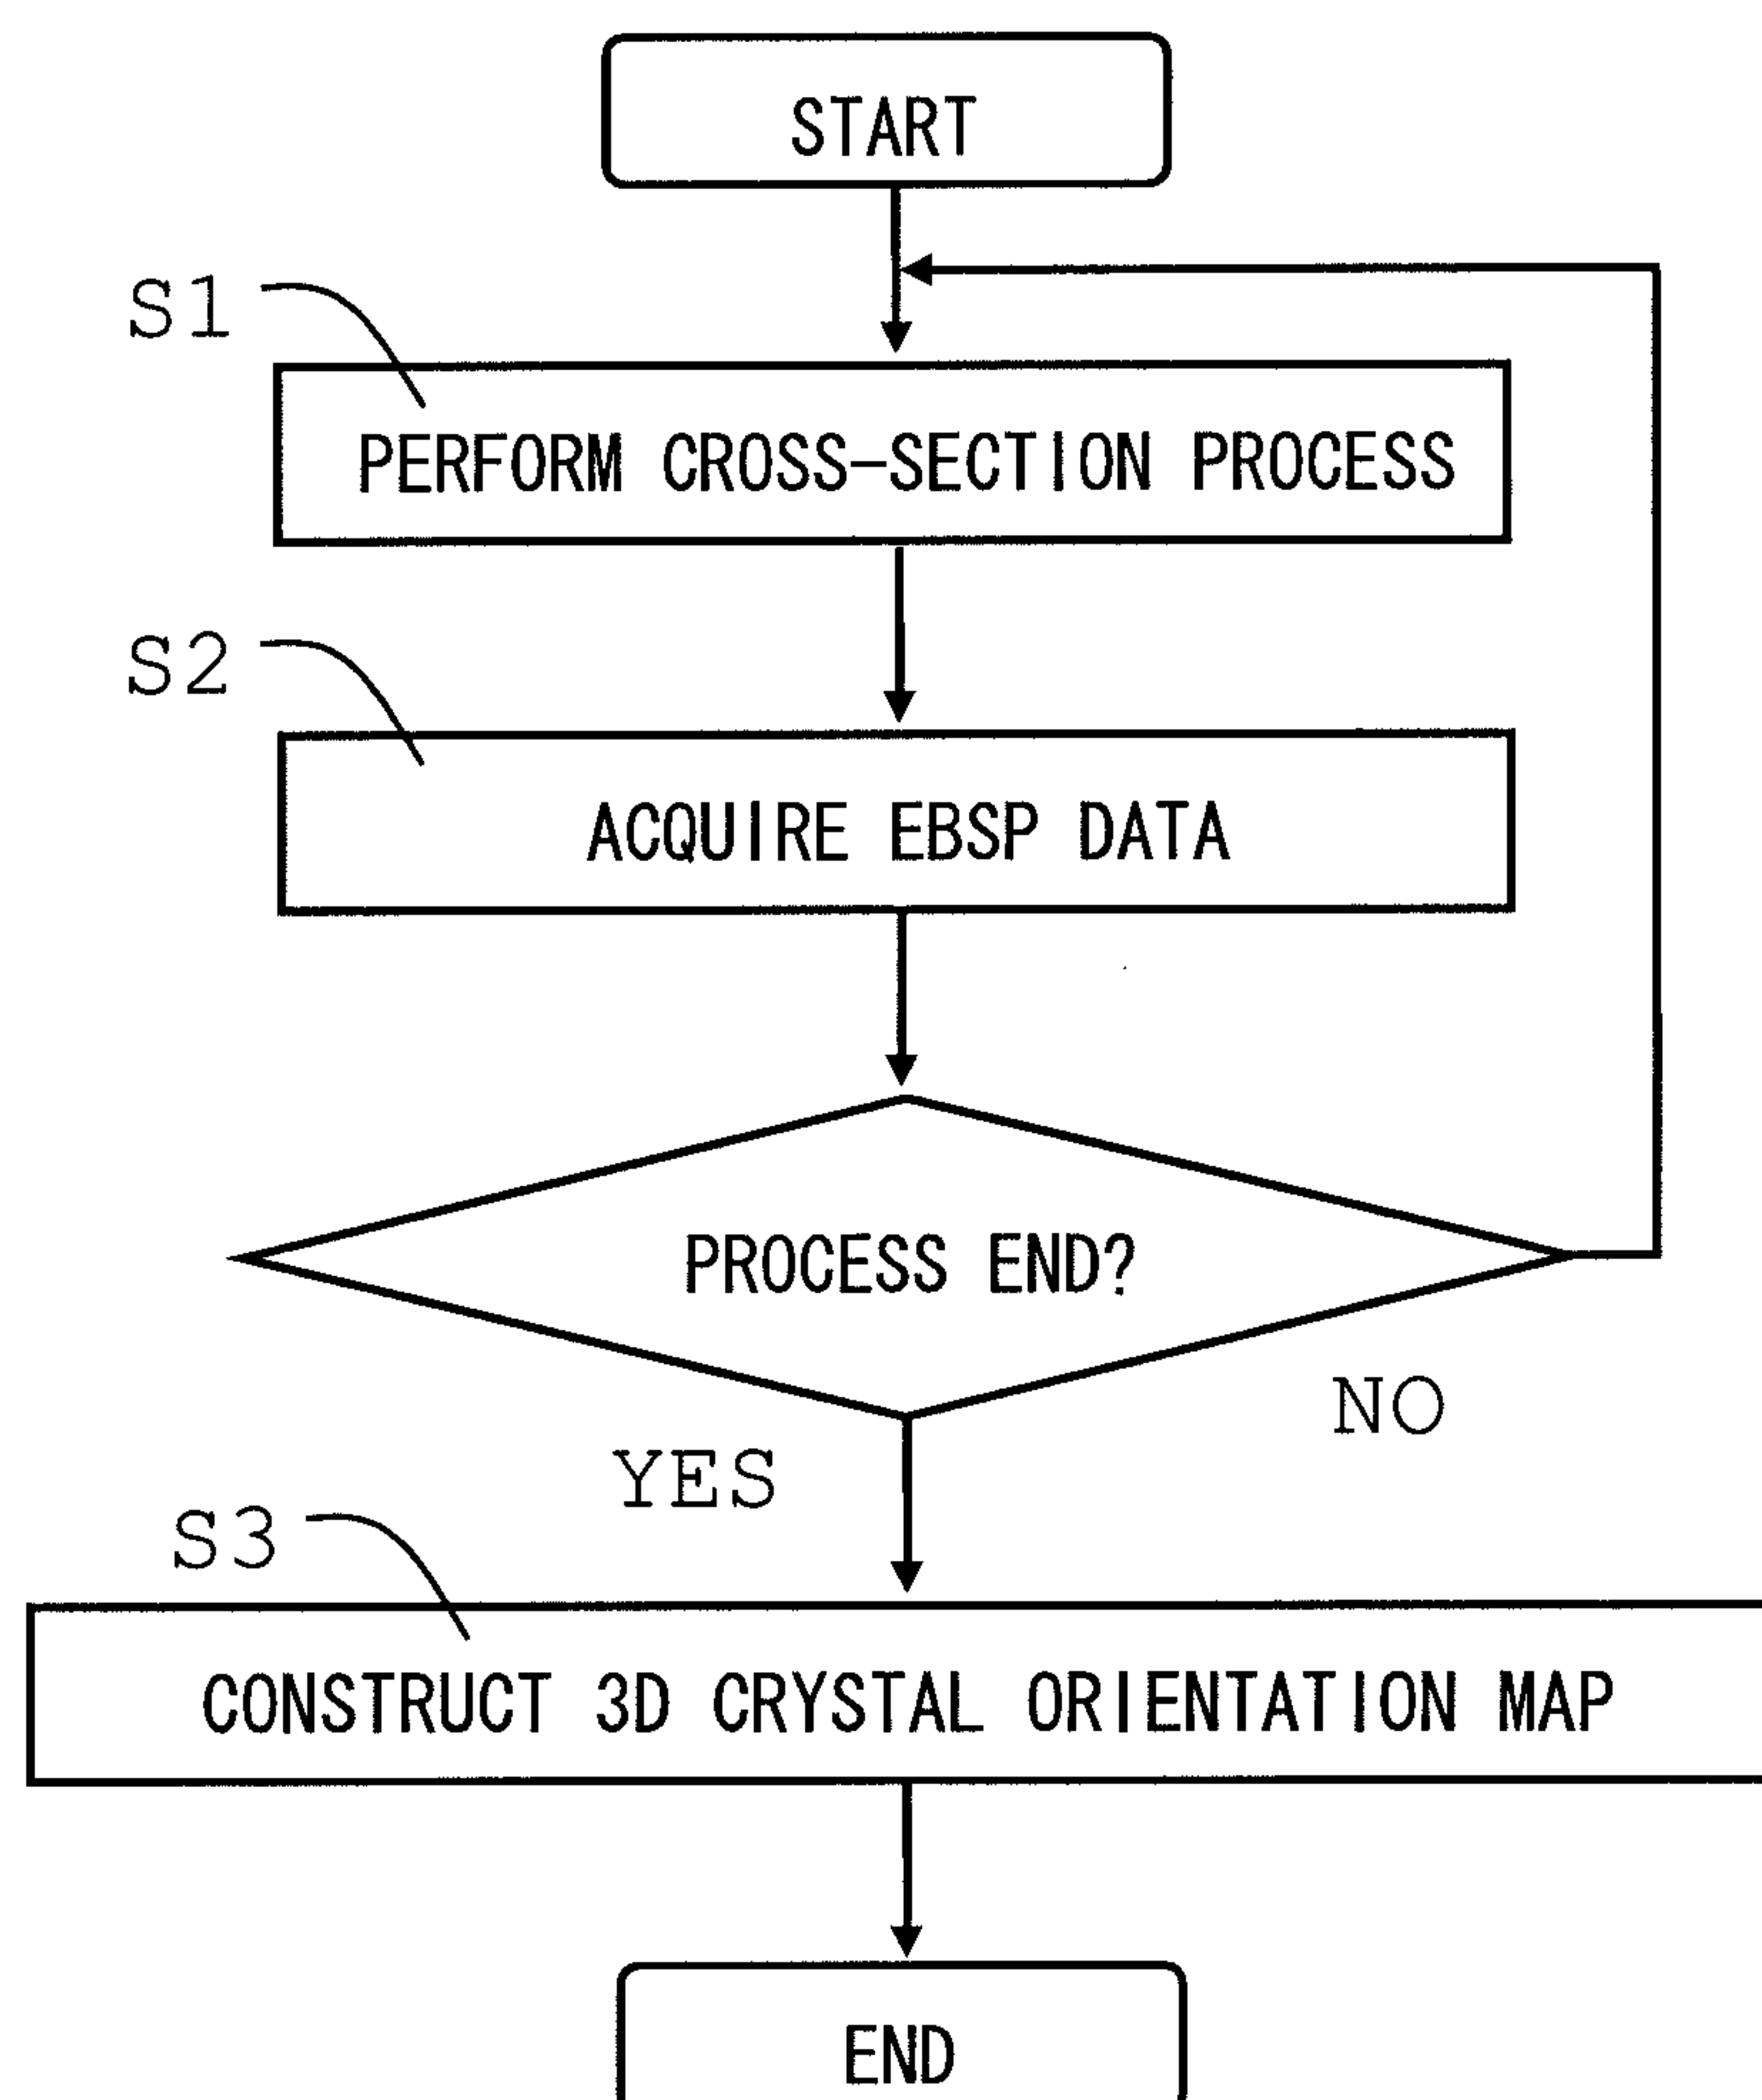 START
S1
PERFORM CROSS-SECTION PROCESS
S2
ACQUIRE EBSP DATA
PROCESS END?
NO
YES
S3
CONSTRUCT 3D CRYSTAL ORIENTATION MAP
END